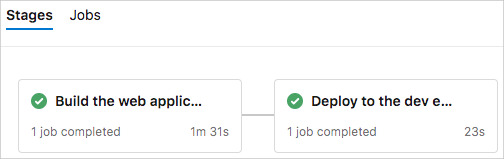 Stages Jobs
Build the web applic...
1 job completed 1m 31s
Deploy to the dev e...
1 job completed 23s